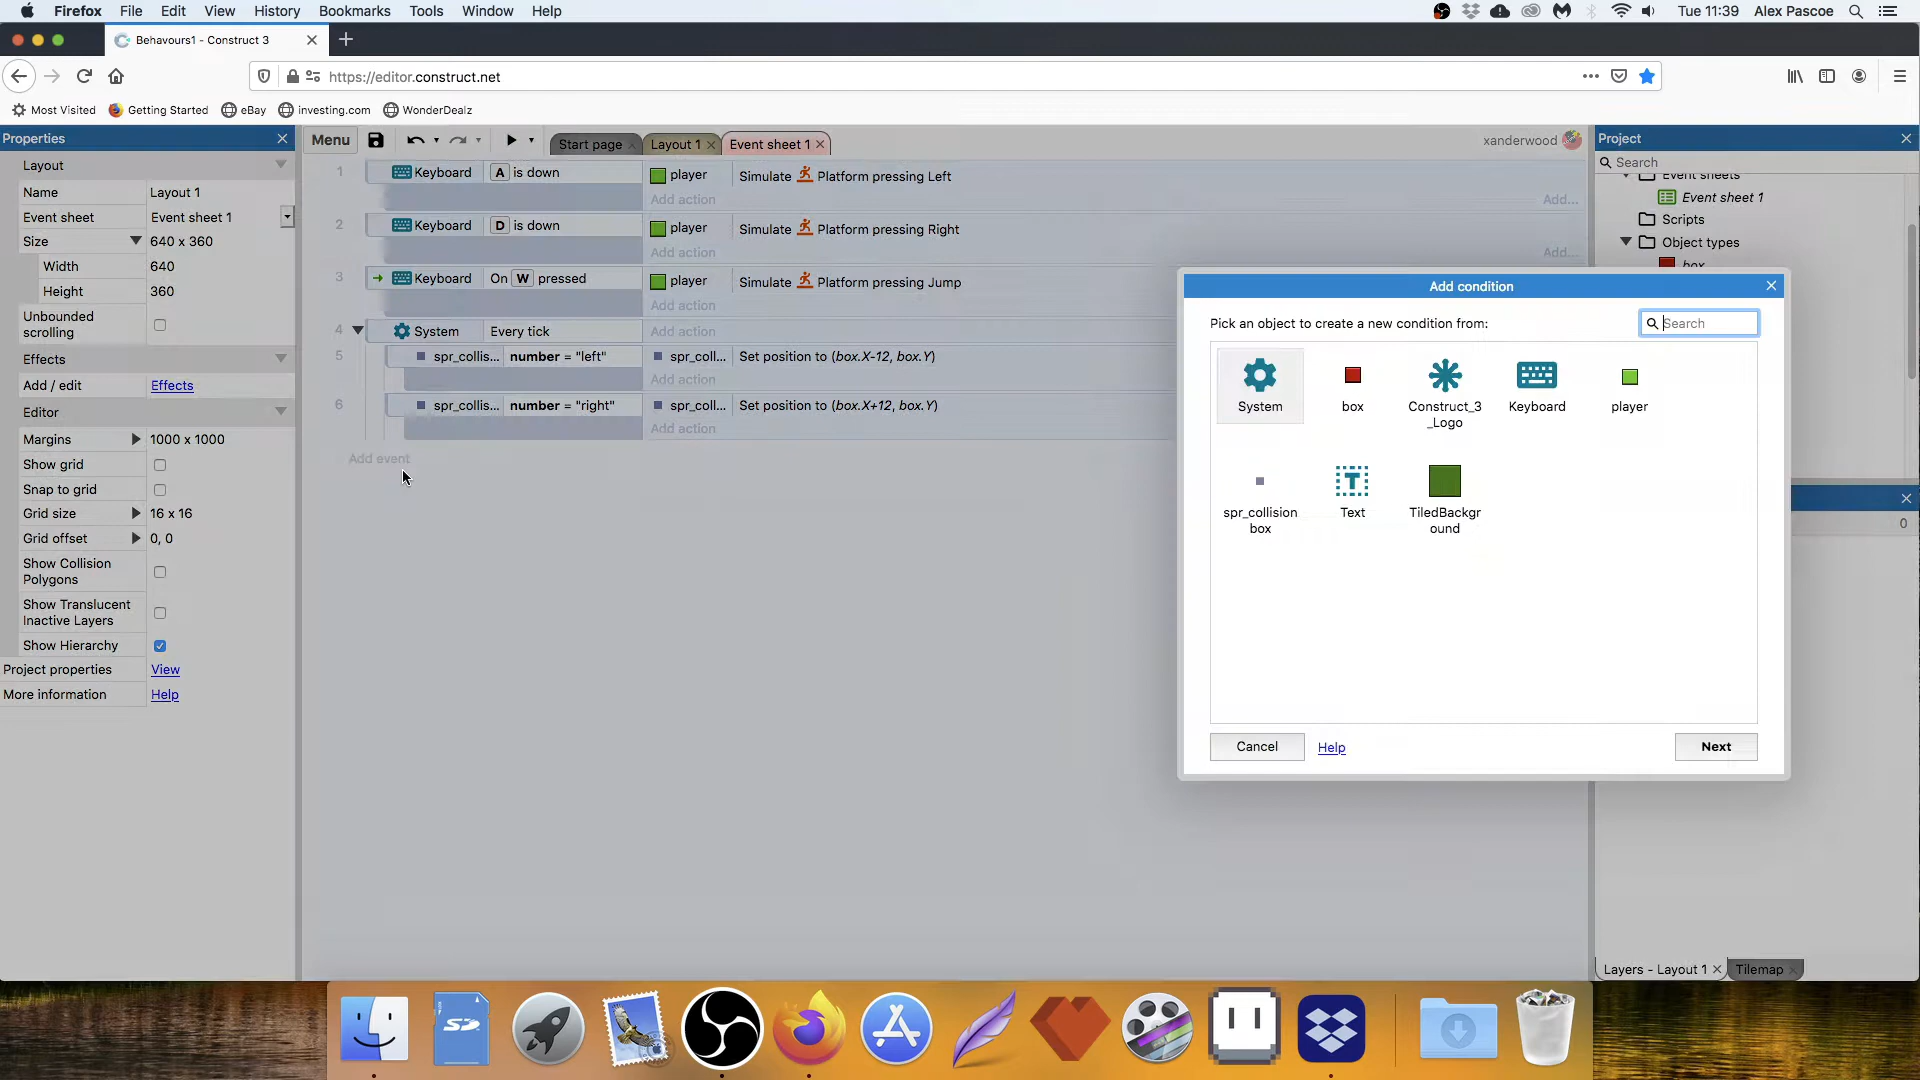 Firefox File Edit View History Bookmarks Tools Window Help Tue 11:39 Alex Pascoe
Behavours1 - Construct 3
https://editor.construct.net
Most Visited Getting Started eBay investing.com WonderDealz
Properties
Layout
Name Layout 1
Event sheet Event sheet 1
Size 640 x 360
Width 640
Height 360
Unbounded
scrolling
Effects
Add / edit Effects
Editor
Margins 1000 x 1000
Show grid
Snap to grid
Grid size 16 x 16
Grid offset 0, 0
Show Collision
Polygons
Show Translucent
Inactive Layers
Show Hierarchy
Project properties View
More information Help
Menu Start page Layout 1 Event sheet 1 xanderwood
1 Keyboard A is down player Simulate Platform pressing Left
Add action Add...
2 Keyboard D is down player Simulate Platform pressing Right
Add action Add...
3 Keyboard On W pressed player Simulate Platform pressing Jump
Add action
4 System Every tick Add action
5 spr_collis... number = "left" spr_coll... Set position to (box.X-12, box.Y)
Add action
6 spr_collis... number = "right" spr_coll... Set position to (box.X+12, box.Y)
Add action
Add event
Add condition
Pick an object to create a new condition from: Search
System box Construct_3
_Logo Keyboard player
spr_collision
box Text TiledBackgr
ound
Cancel Help Next
Project
Search
Event sheets
Event sheet 1
Scripts
Object types
box
0
Layers - Layout 1 Tilemap
SD